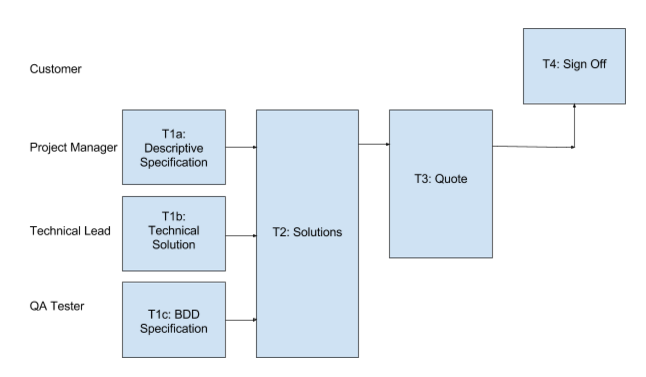 Customer
T4: Sign Off
Project Manager
T1a:
Descriptive
Specification
T3: Quote
Technical Lead
T1b:
Technical
Solution
T2: Solutions
QA Tester
T1c: BDD
Specification